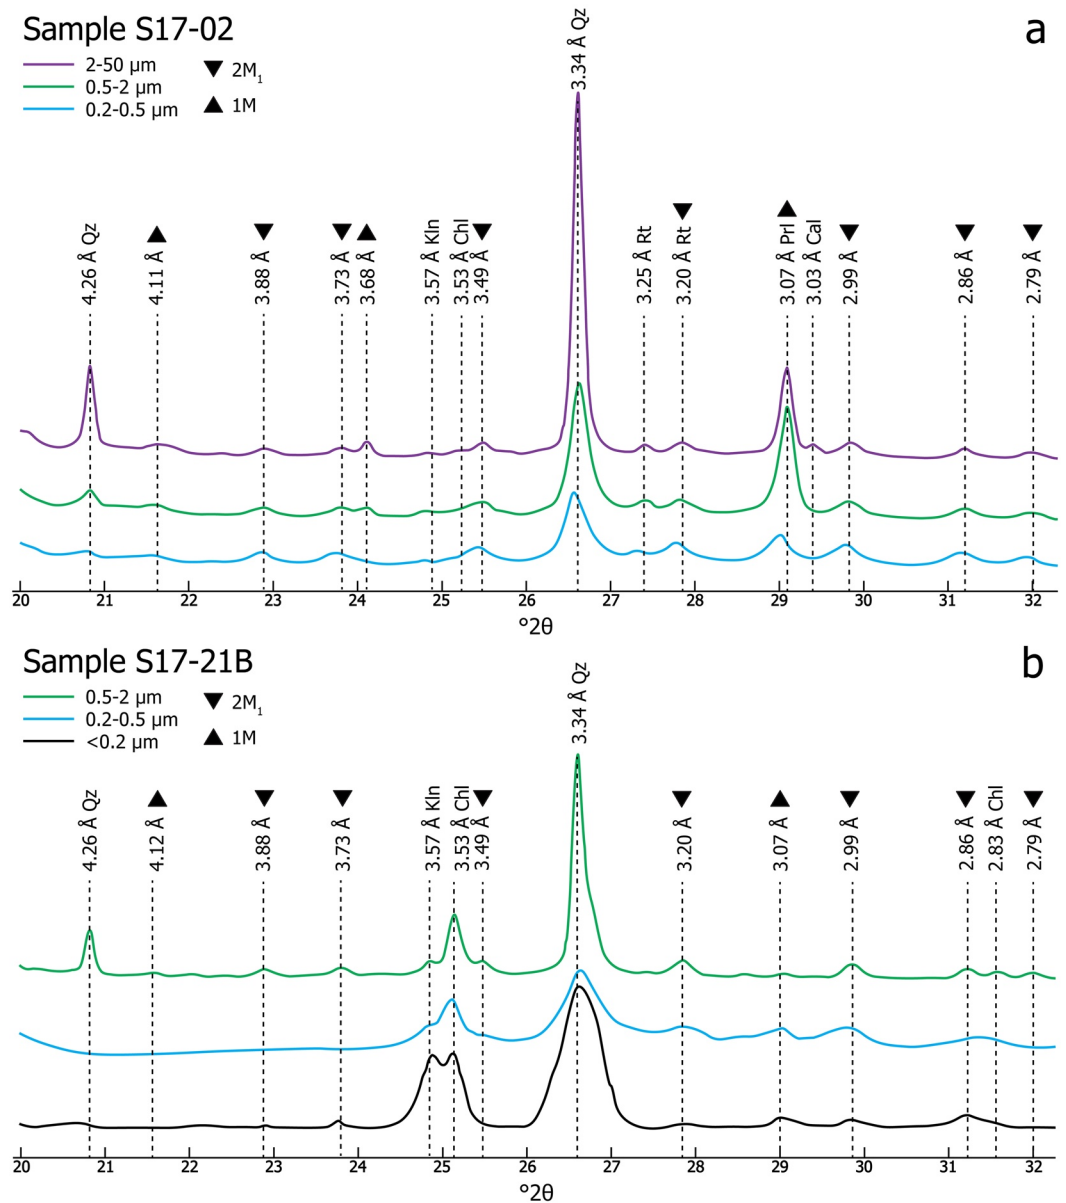 Sample S17-02
a
2-50 µm
0.5-2 µm
0.2-0.5 µm
2M1
1M
4.26 Å Qz
4.11 Å
3.88 Å
3.73 Å
3.68 Å
3.57 Å Kln
3.53 Å Chl
3.49 Å
3.34 Å Qz
3.25 Å Rt
3.20 Å Rt
3.07 Å Prl
3.03 Å Cal
2.99 Å
2.86 Å
2.79 Å
20 21 22 23 24 25 26 27 28 29 30 31 32
°2θ
Sample S17-21B
b
0.5-2 µm
0.2-0.5 µm
<0.2 µm
2M1
1M
4.26 Å Qz
4.12 Å
3.88 Å
3.73 Å
3.57 Å Kln
3.53 Å Chl
3.49 Å
3.34 Å Qz
3.20 Å
3.07 Å
2.99 Å
2.86 Å
2.83 Å Chl
2.79 Å
20 21 22 23 24 25 26 27 28 29 30 31 32
°2θ